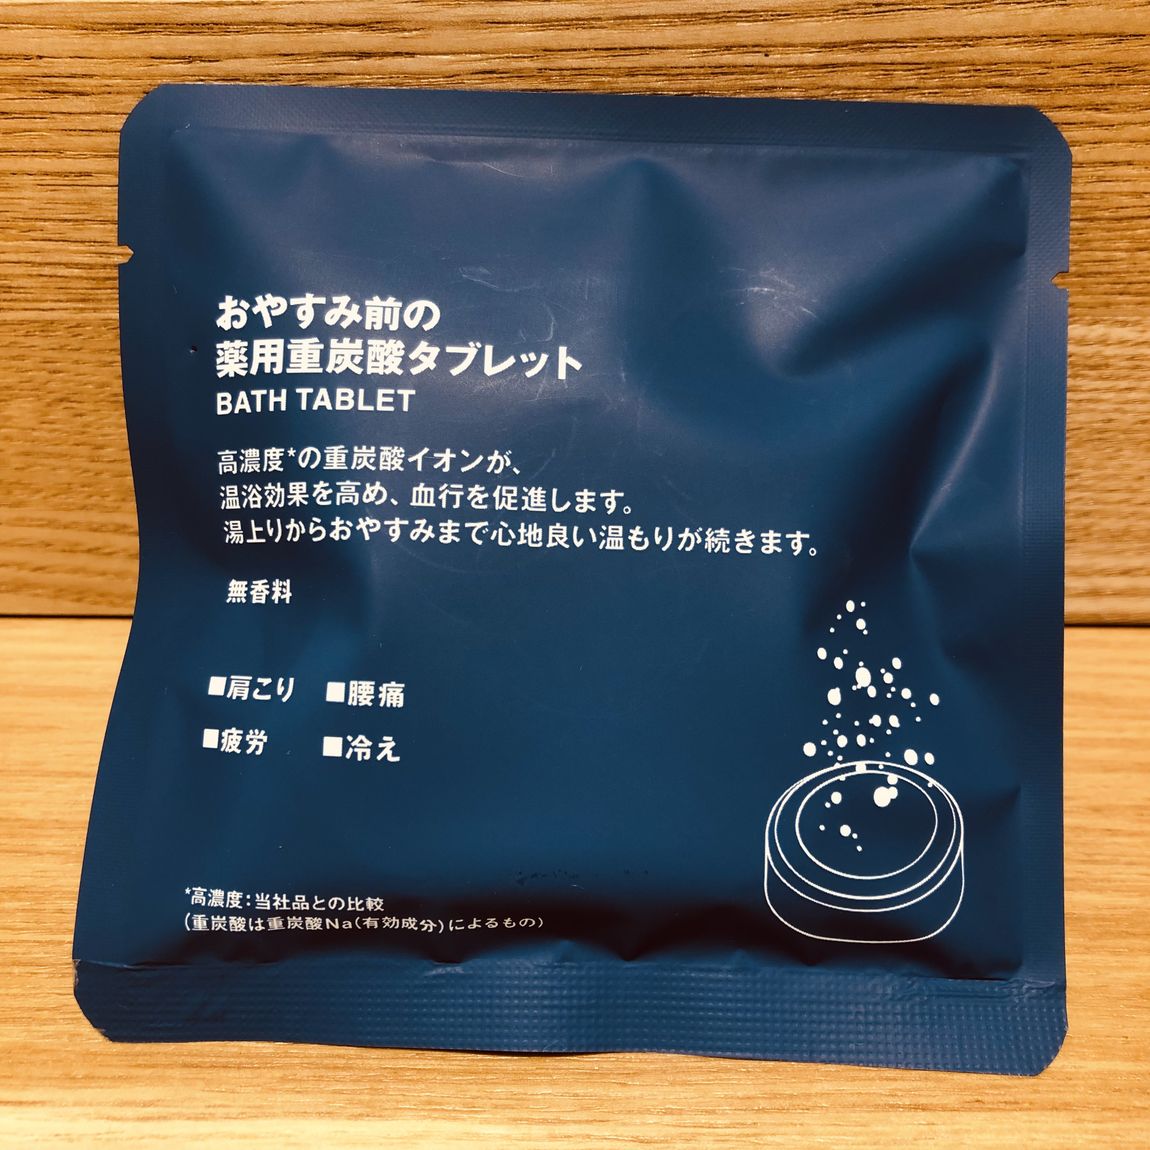 おやすみ前の
薬用重炭酸タブレット
BATH TABLET
高濃度*の重炭酸イオンが、
温浴効果を高め、血行を促進します。
湯上りからおやすみまで心地良い温もりが続きます。
無香料
■肩こり ■腰痛
■疲労 ■冷え
*高濃度：当社品との比較
(重炭酸は重炭酸Na(有効成分)によるもの)